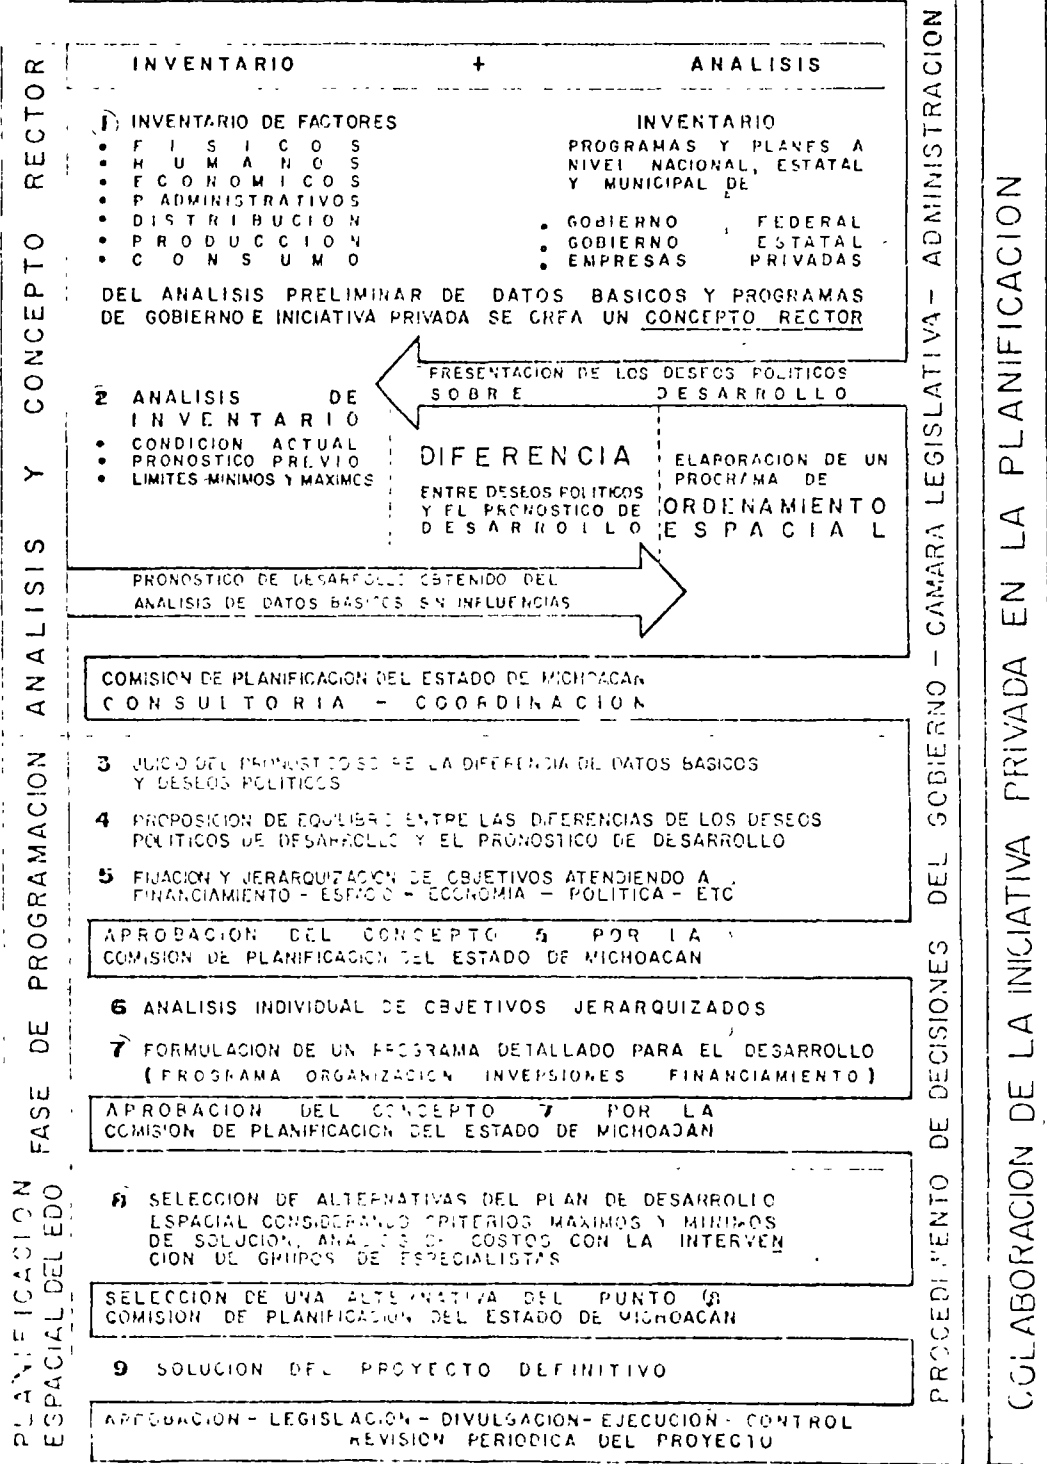 INVENTARIO + ANALISIS
1) INVENTARIO DE FACTORES
• FISICOS
• HUMANOS
• ECONOMICOS
• P ADMINISTRATIVOS
• DISTRIBUCION
• PRODUCCION
• CONSUMO
INVENTARIO
PROGRAMAS Y PLANES A
NIVEL NACIONAL, ESTATAL
Y MUNICIPAL DE
• GOBIERNO FEDERAL
• GOBIERNO ESTATAL
• EMPRESAS PRIVADAS
DEL ANALISIS PRELIMINAR DE DATOS BASICOS Y PROGRAMAS
DE GOBIERNO E INICIATIVA PRIVADA SE CREA UN CONCEPTO RECTOR
PRESENTACION DE LOS DESEOS POLITICOS
SOBRE DESARROLLO
2 ANALISIS DE
INVENTARIO
• CONDICION ACTUAL
• PRONOSTICO PREVIO
• LIMITES-MINIMOS Y MAXIMOS
DIFERENCIA
ENTRE DESEOS POLITICOS
Y EL PRONOSTICO DE
DESARROLLO
ELABORACION DE UN
PROGRAMA DE
ORDENAMIENTO
ESPACIAL
PRONOSTICO DE DESARROLLO OBTENIDO DEL
ANALISIS DE DATOS BASICOS SIN INFLUENCIAS
COMISION DE PLANIFICACION DEL ESTADO DE MICHOACAN
CONSULTORIA - COORDINACION
3 JUICIO DEL PRONOSTICO SOBRE LA DIFERENCIA DE DATOS BASICOS
Y DESEOS POLITICOS
4 PROPOSICION DE EQUILIBRIO ENTRE LAS DIFERENCIAS DE LOS DESEOS
POLITICOS DE DESARROLLO Y EL PRONOSTICO DE DESARROLLO
5 FIJACION Y JERARQUIZACION DE OBJETIVOS ATENDIENDO A
FINANCIAMIENTO - ESPACIO - ECONOMIA - POLITICA - ETC
APROBACION DEL CONCEPTO 5 POR LA
COMISION DE PLANIFICACION DEL ESTADO DE MICHOACAN
6 ANALISIS INDIVIDUAL DE OBJETIVOS JERARQUIZADOS
7 FORMULACION DE UN PROGRAMA DETALLADO PARA EL DESARROLLO
(PROGRAMA ORGANIZACION INVERSIONES FINANCIAMIENTO)
APROBACION DEL CONCEPTO 7 POR LA
COMISION DE PLANIFICACION DEL ESTADO DE MICHOACAN
8 SELECCION DE ALTERNATIVAS DEL PLAN DE DESARROLLO
ESPACIAL CONSIDERANDO CRITERIOS MAXIMOS Y MINIMOS
DE SOLUCION, ANALISIS DE COSTOS CON LA INTERVEN
CION DE GRUPOS DE ESPECIALISTAS
SELECCION DE UNA ALTERNATIVA DEL PUNTO 8
COMISION DE PLANIFICACION DEL ESTADO DE MICHOACAN
9 SOLUCION DEL PROYECTO DEFINITIVO
APROBACION - LEGISLACION - DIVULGACION - EJECUCION - CONTROL
REVISION PERIODICA DEL PROYECTO
PLANIFICACION
ESPACIAL DEL EDO
FASE DE PROGRAMACION ANALISIS Y CONCEPTO RECTOR
PROCEDIMIENTO DE DECISIONES DEL GOBIERNO - CAMARA LEGISLATIVA - ADMINISTRACION
COLABORACION DE LA INICIATIVA PRIVADA EN LA PLANIFICACION